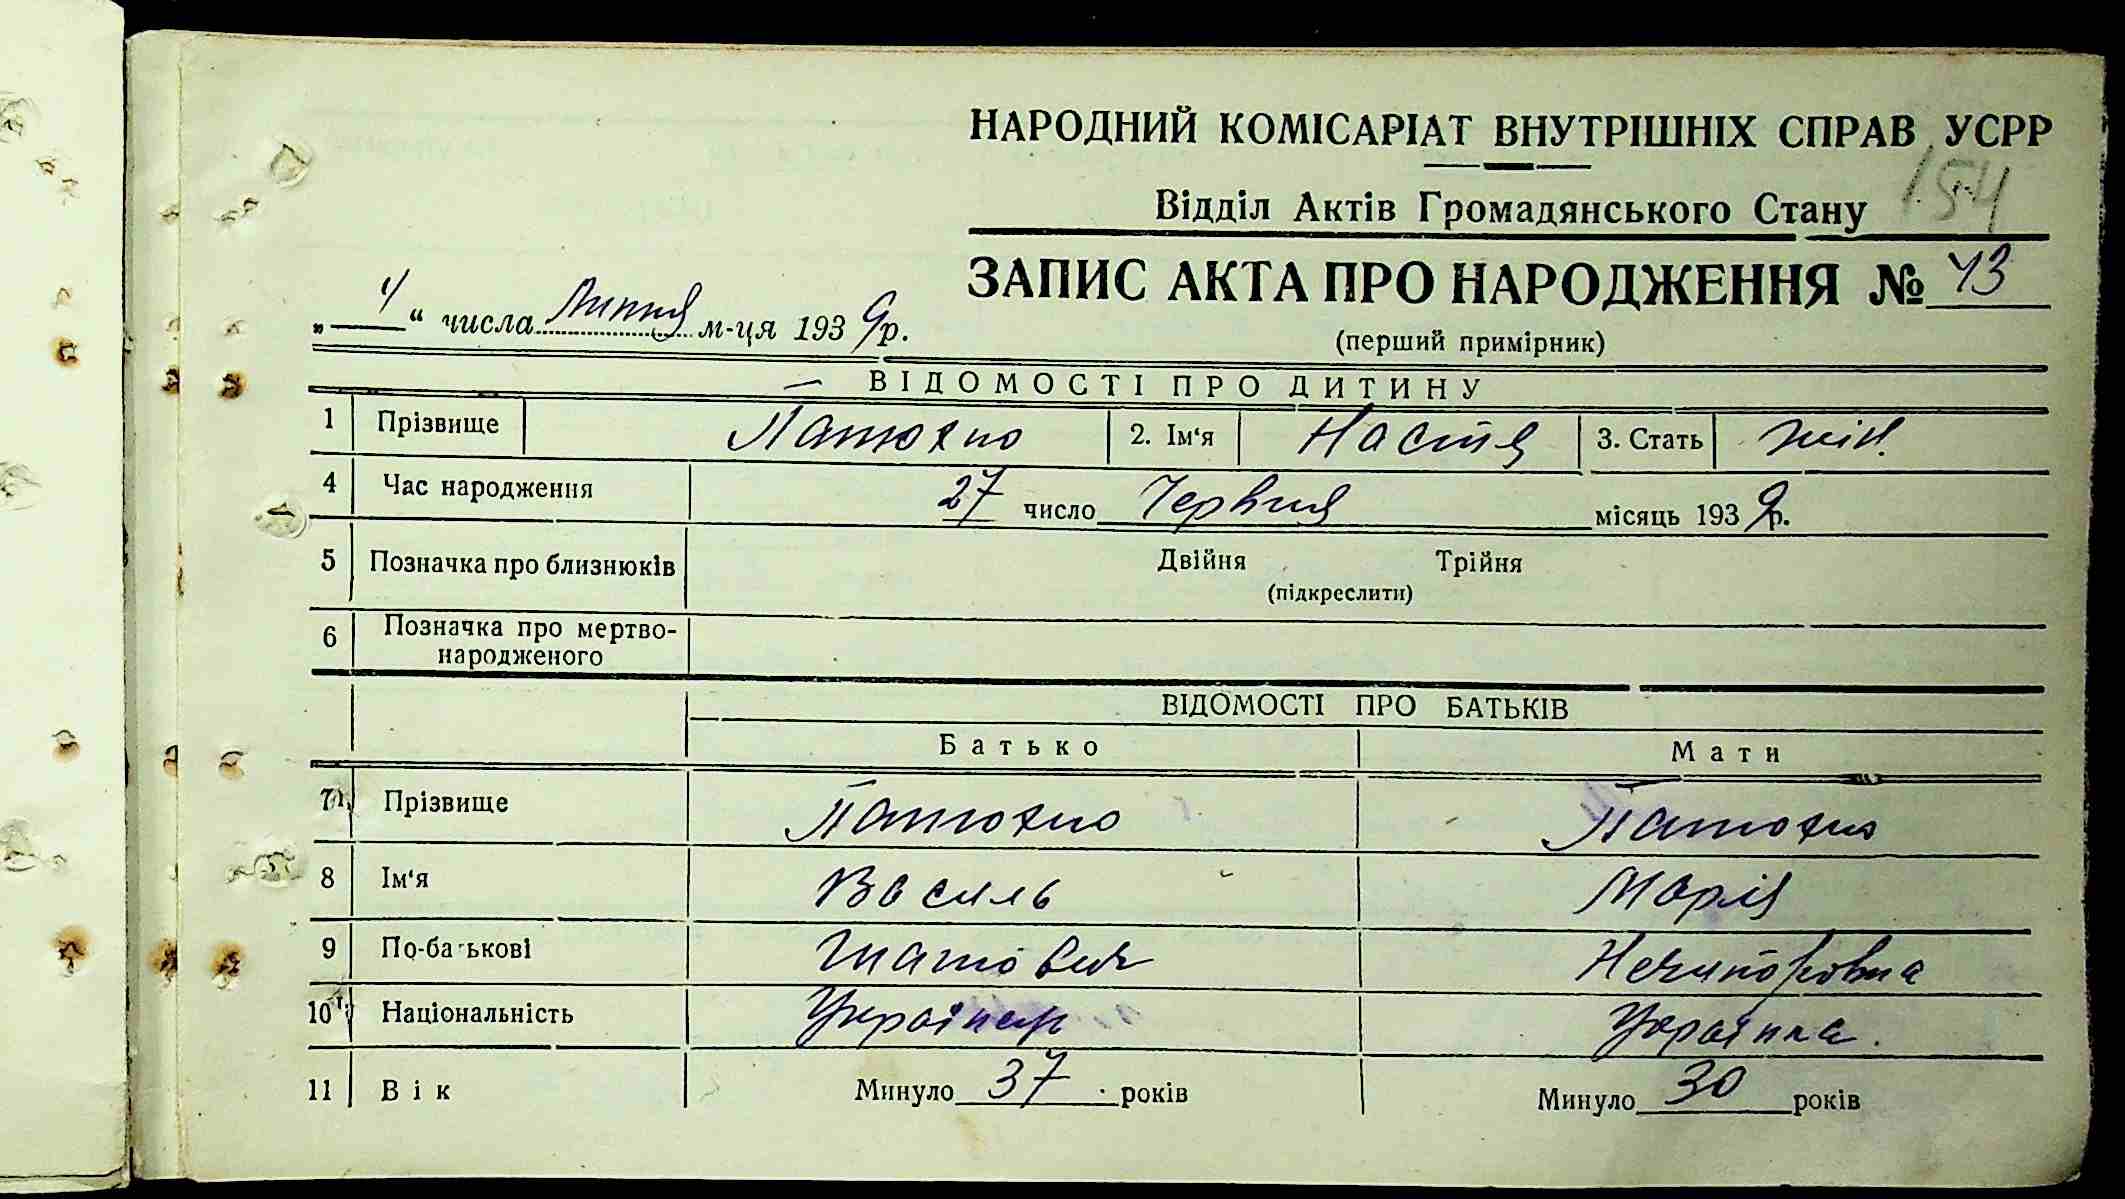 НАРОДНИЙ КОМІСАРІАТ ВНУТРІШНІХ СПРАВ УСРР
154
Відділ Актів Громадянського Стану
ЗАПИС АКТА ПРО НАРОДЖЕННЯ № 43
„4“ числа Липня м-ця 1939 р.
(перший примірник)
ВІДОМОСТІ ПРО ДИТИНУ
1 Прізвище Патюхно 2. Ім‘я Настя 3. Стать жін.
4 Час народження 27 число Червня місяць 1939 р.
5 Позначка про близнюків Двійня Трійня
(підкреслити)
6 Позначка про мертво-
народженого
ВІДОМОСТІ ПРО БАТЬКІВ
Батько Мати
7 Прізвище Патюхно Патюхно
8 Ім‘я Василь Марія
9 По-батькові Нечипоровна
10 Національність Українець Українка.
11 Вік Минуло 37 років Минуло 30 років